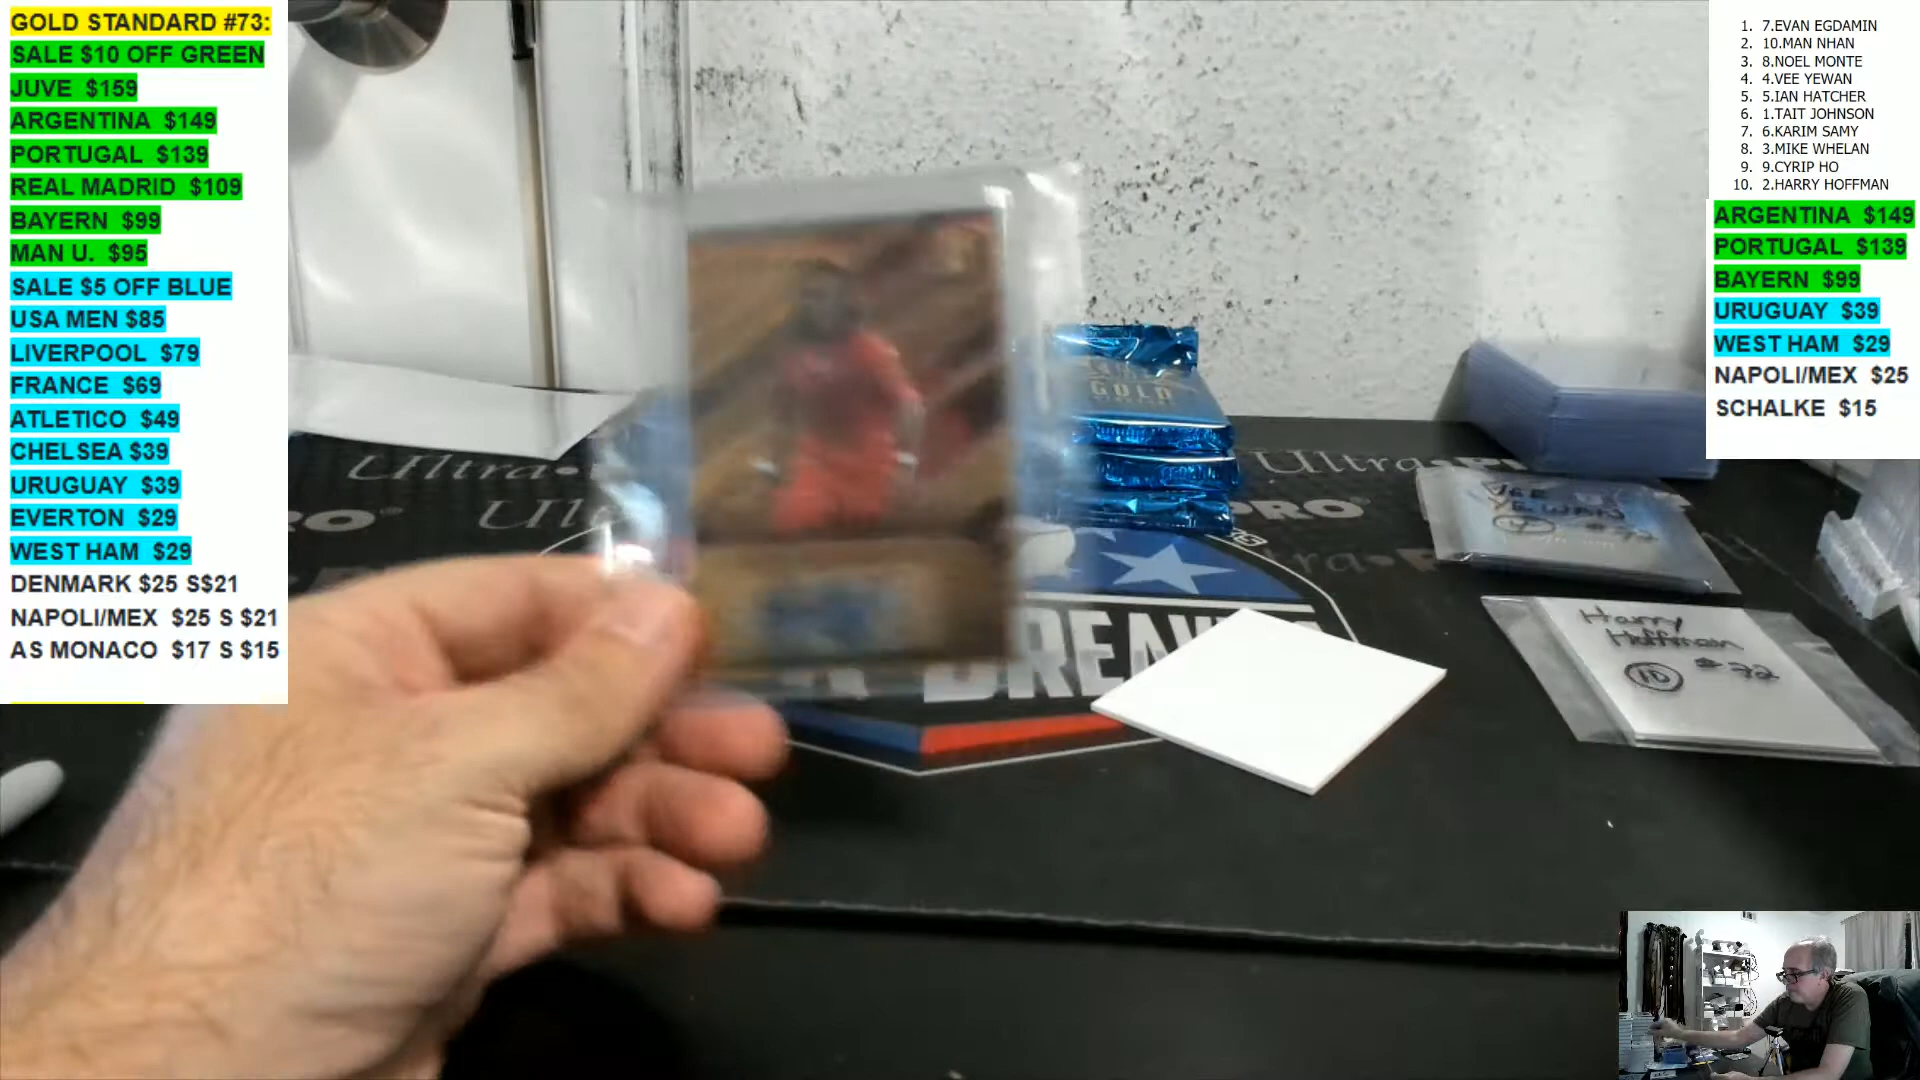 GOLD STANDARD #73:
SALE $10 OFF GREEN
JUVE $159
ARGENTINA $149
PORTUGAL $139
REAL MADRID $109
BAYERN $99
MAN U. $95
SALE $5 OFF BLUE
USA MEN $85
LIVERPOOL $79
FRANCE $69
ATLETICO $49
CHELSEA $39
URUGUAY $39
EVERTON $29
WEST HAM $29
DENMARK $25 S$21
NAPOLI/MEX $25 S $21
AS MONACO $17 S $15
1. 7.EVAN EGDAMIN
2. 10.MAN NHAN
3. 8.NOEL MONTE
4. 4.VEE YEWAN
5. 5.IAN HATCHER
6. 1.TAIT JOHNSON
7. 6.KARIM SAMY
8. 3.MIKE WHELAN
9. 9.CYRIP HO
10. 2.HARRY HOFFMAN
ARGENTINA $149
PORTUGAL $139
BAYERN $99
URUGUAY $39
WEST HAM $29
NAPOLI/MEX $25
SCHALKE $15
GOLD
Ultra
Ultra
PRO
PRO
VEE
YEWAN
4
Harry
Hoffman
10 # 72